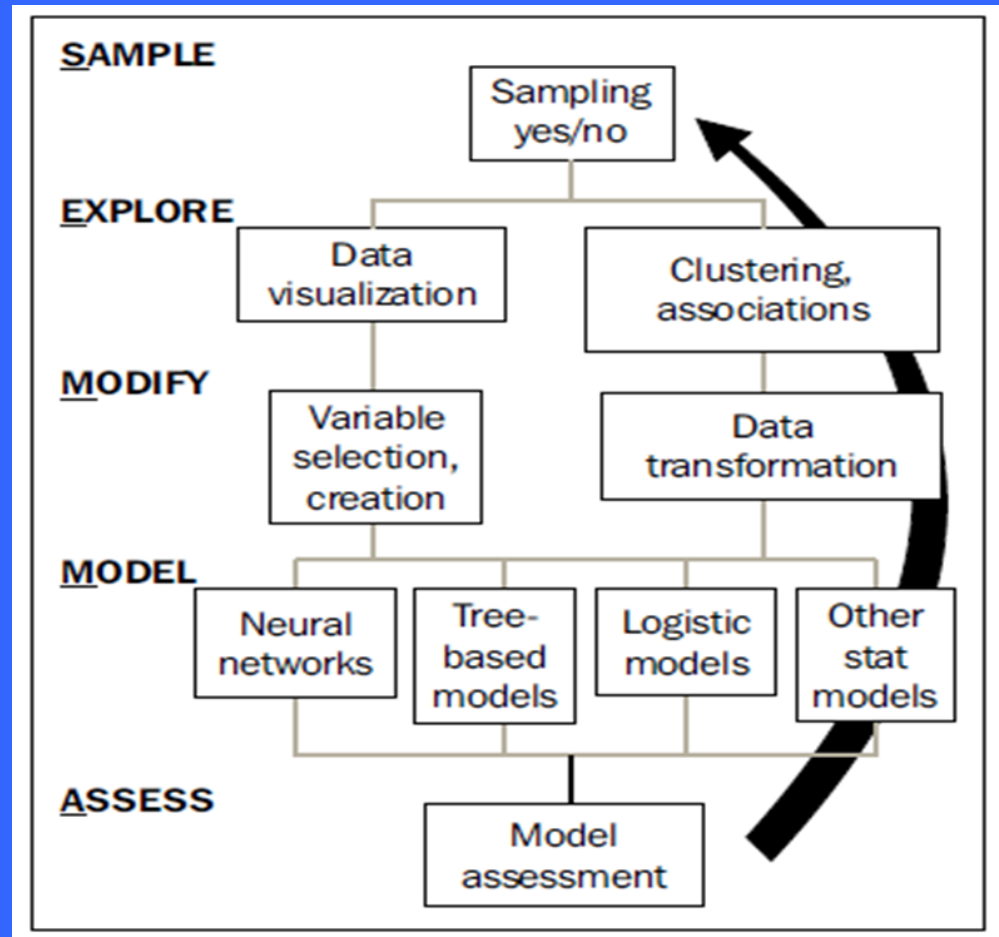 SAMPLE
Sampling
yes/no
EXPLORE
Data
visualization
Clustering,
associations
MODIFY
Variable
selection,
creation
Data
transformation
MODEL
Neural
networks
Tree-
based
models
Logistic
models
Other
stat
models
ASSESS
Model
assessment